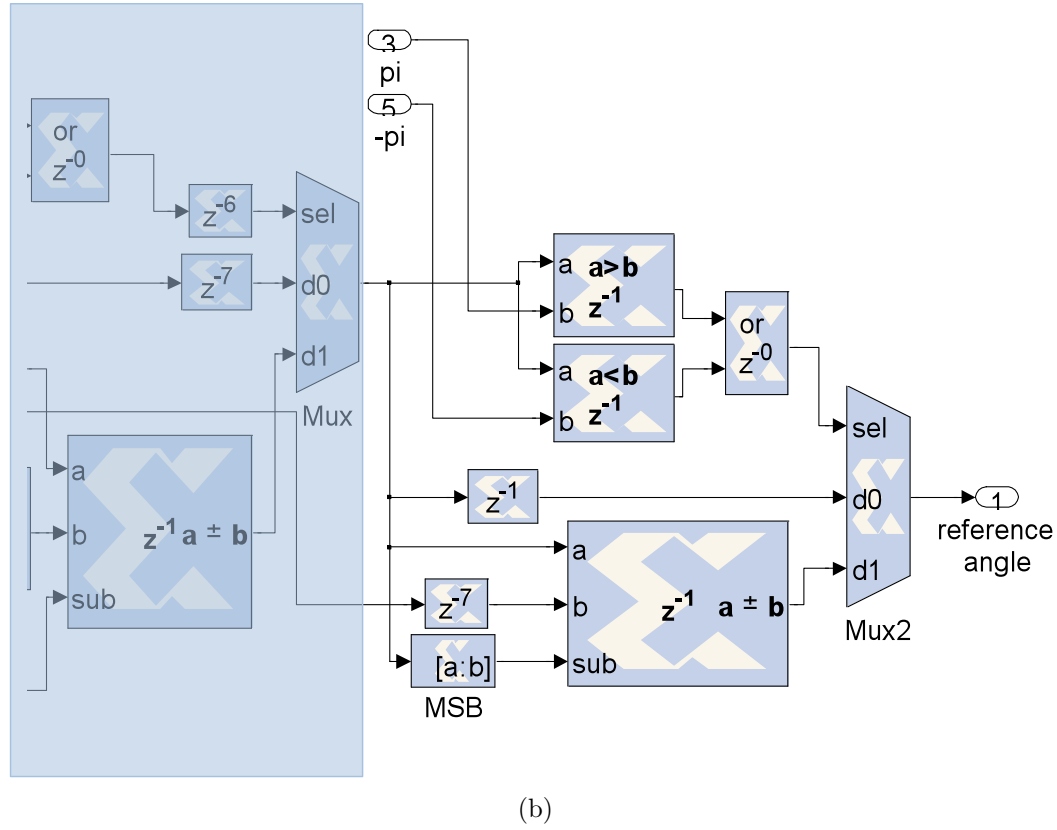 3
pi
5
-pi
or
z-0
z-6
sel
z-7
d0
d1
Mux
a
b
sub
z-1 a ± b
a
b
a>b
z-1
a
b
a<b
z-1
or
z-0
sel
d0
d1
Mux2
z-1
1
reference
angle
a
b
sub
z-1 a ± b
z-7
[a:b]
MSB
(b)